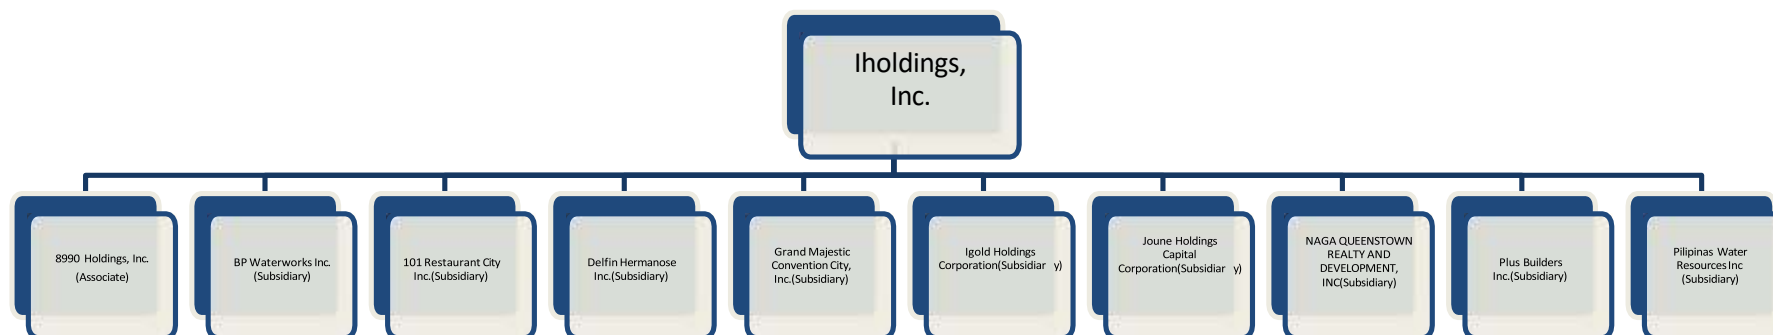 Iholdings,
Inc.
8990 Holdings, Inc.
(Associate)
BP Waterworks Inc.
(Subsidiary)
101 Restaurant City
Inc.(Subsidiary)
Delfin Hermanose
Inc.(Subsidiary)
Grand Majestic
Convention City,
Inc.(Subsidiary)
Igold Holdings
Corporation(Subsidiar y)
Joune Holdings
Capital
Corporation(Subsidiar y)
NAGA QUEENSTOWN
REALTY AND
DEVELOPMENT,
INC(Subsidiary)
Plus Builders
Inc.(Subsidiary)
Pilipinas Water
Resources Inc
(Subsidiary)